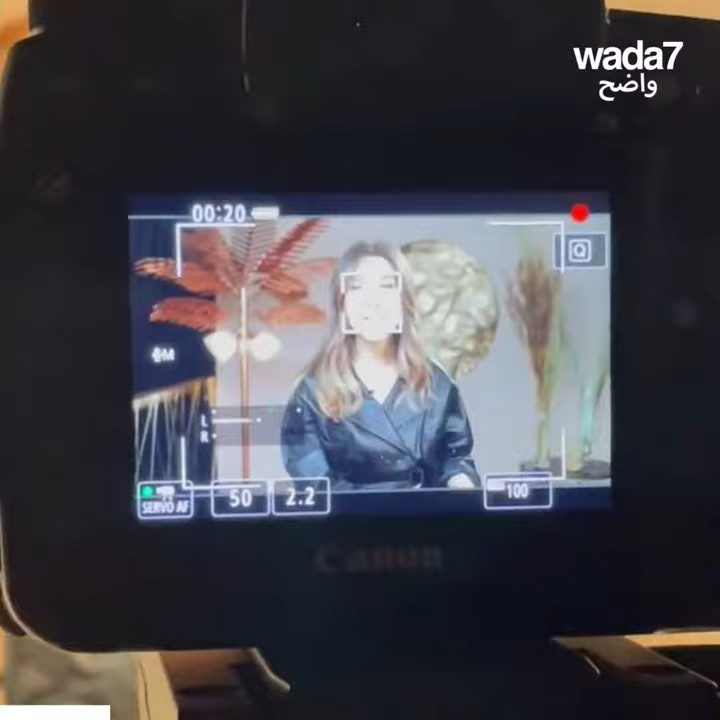 wada7
واضح
00:20
Q
M
L
R
SERVO AF
50
2.2
100
Canon